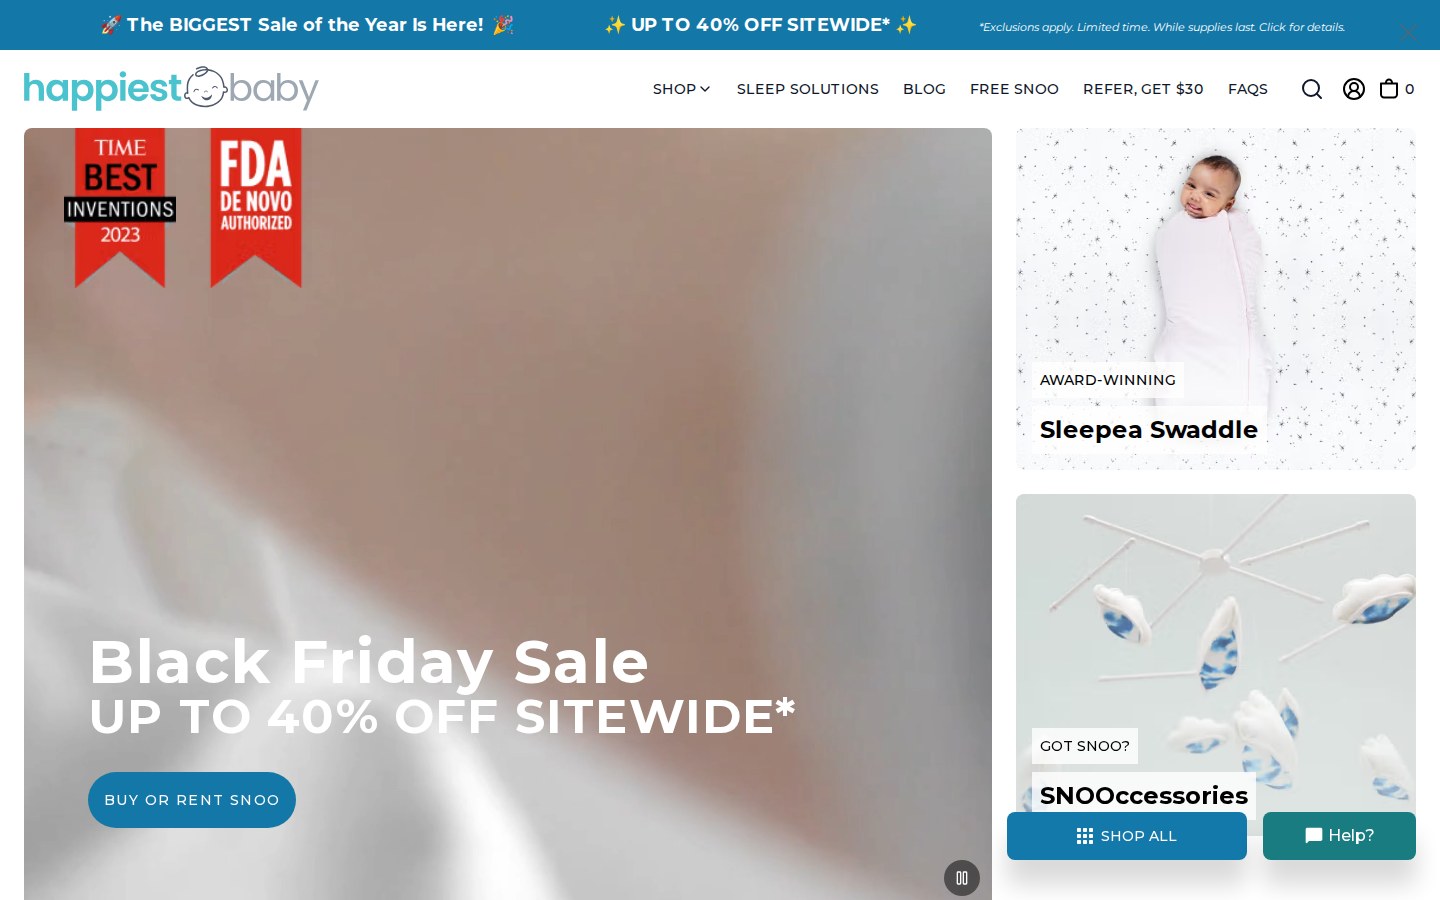 🚀 The BIGGEST Sale of the Year Is Here! 🎉
✨ UP TO 40% OFF SITEWIDE* ✨
*Exclusions apply. Limited time. While supplies last. Click for details.
happiest baby
SHOP
SLEEP SOLUTIONS
BLOG
FREE SNOO
REFER, GET $30
FAQS
0
TIME
BEST
INVENTIONS
2023
FDA
DE NOVO
AUTHORIZED
Black Friday Sale
UP TO 40% OFF SITEWIDE*
BUY OR RENT SNOO
AWARD-WINNING
Sleepea Swaddle
GOT SNOO?
SNOOccessories
SHOP ALL
Help?